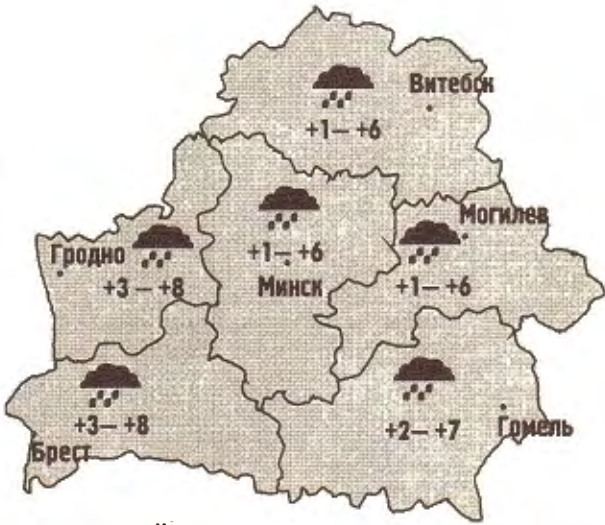 Витебск
+1– +6
Могилев
+1– +6
+1– +6
Минск
Гродно
+3 – +8
+3– +8
Брест
+2– +7
Гомель